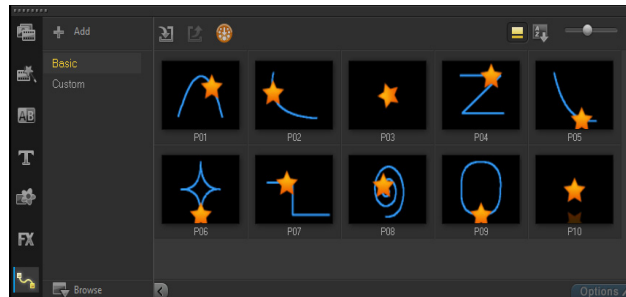 Add
A
Z
Basic
Custom
AB
P01
P02
P03
P04
P05
T
P06
P07
P08
P09
P10
FX
Browse
Options